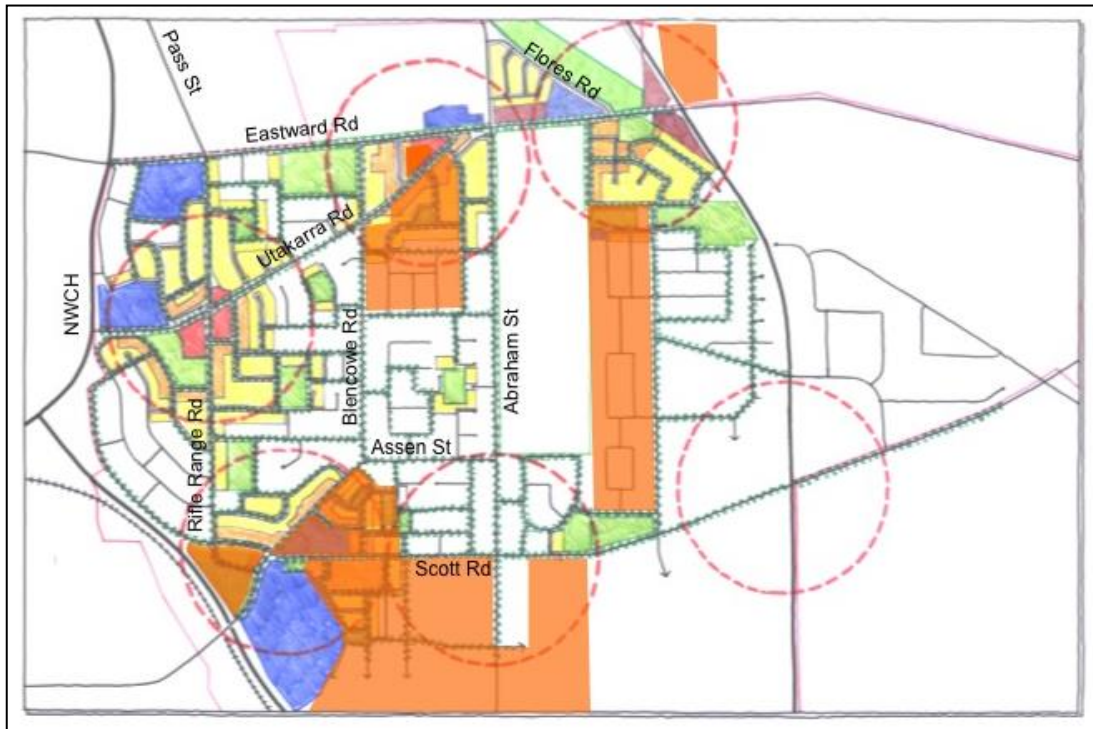 Pass St
Flores Rd
Eastward Rd
Utakarra Rd
NWCH
Blencowe Rd
Abraham St
Rifle Range Rd
Assen St
Scott Rd